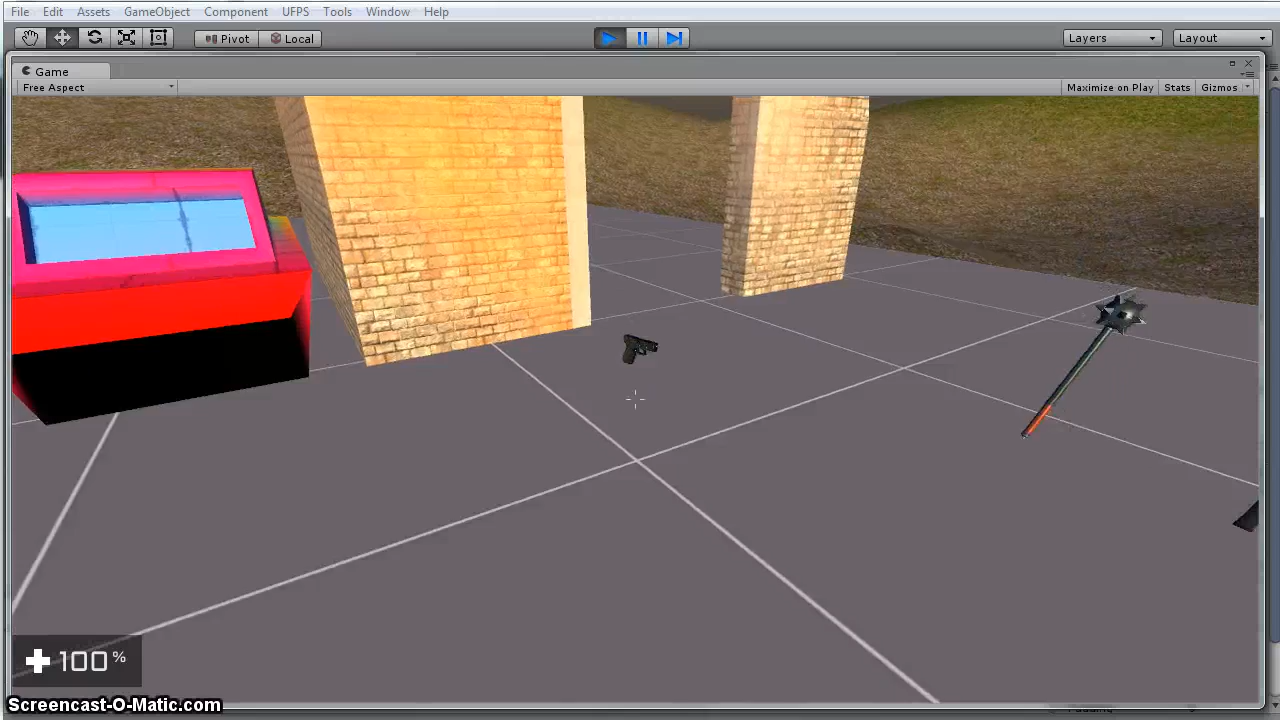 File Edit Assets GameObject Component UFPS Tools Window Help
Pivot Local Layers Layout
Game
Free Aspect Maximize on Play Stats Gizmos
100%
Screencast-O-Matic.com